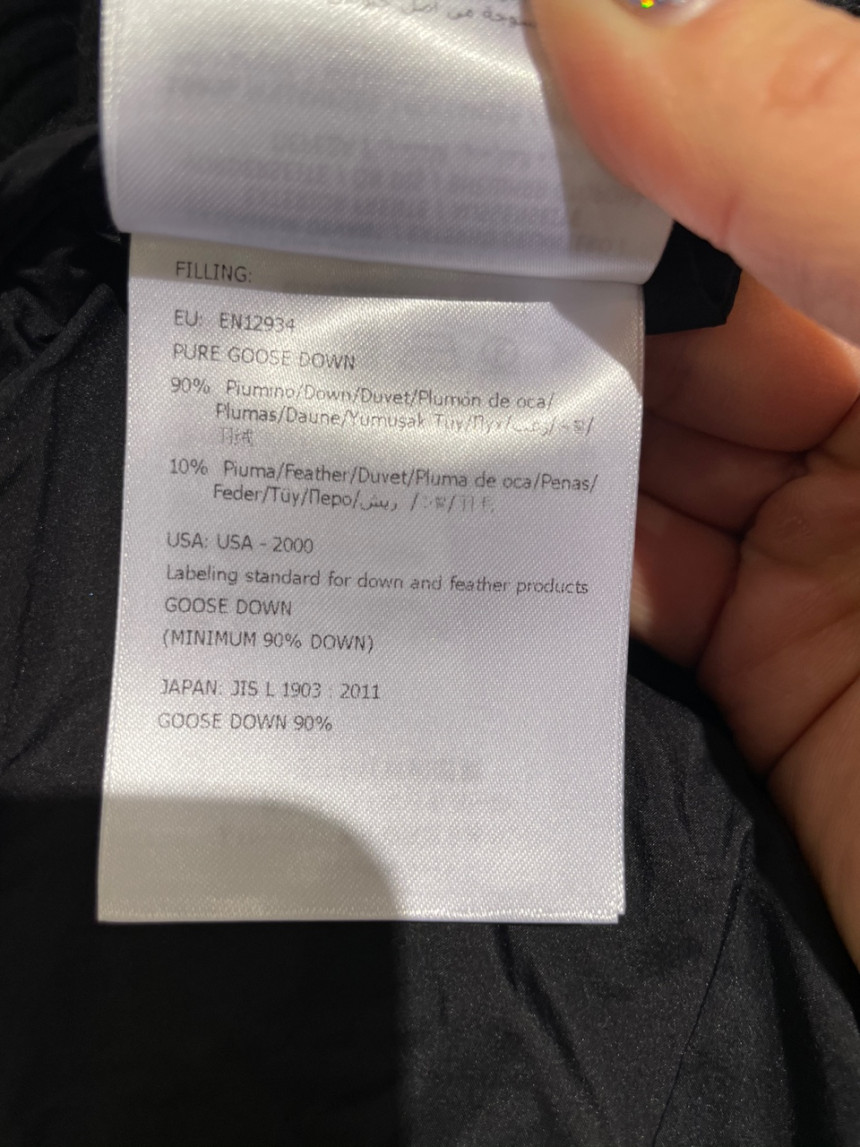 FILLING:
EU: EN12934
PURE GOOSE DOWN
90% Piumino/Down/Duvet/Plumón de oca/
Plumas/Daune/Yumuşak Tüy/Пух/
10% Piuma/Feather/Duvet/Pluma de oca/Penas/
Feder/Tüy/Перо/ريش /
USA: USA - 2000
Labeling standard for down and feather products
GOOSE DOWN
(MINIMUM 90% DOWN)
JAPAN: JIS L 1903 : 2011
GOOSE DOWN 90%